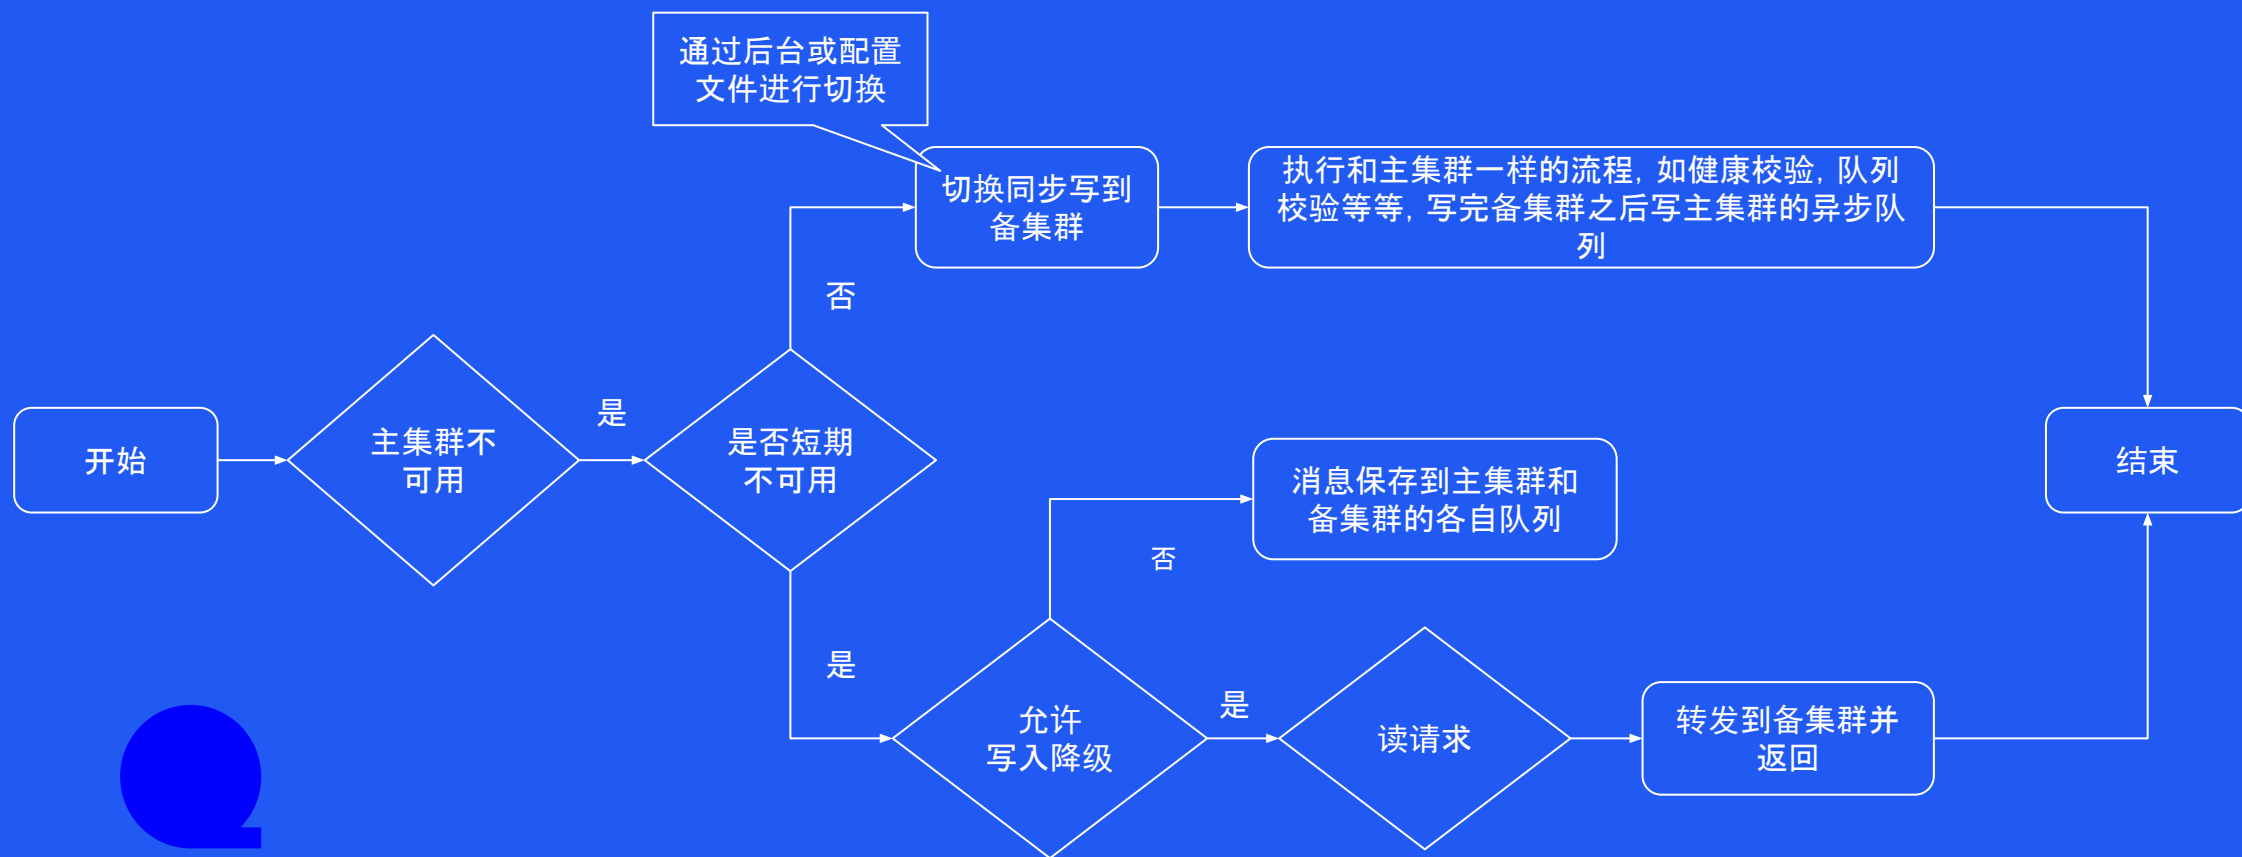 通过后台或配置
文件进行切换
切换同步写到
备集群
执行和主集群一样的流程, 如健康校验, 队列
校验等等, 写完备集群之后写主集群的异步队
列
否
开始
主集群不
可用
是
是否短期
不可用
消息保存到主集群和
备集群的各自队列
结束
否
是
允许
写入降级
是
读请求
转发到备集群并
返回